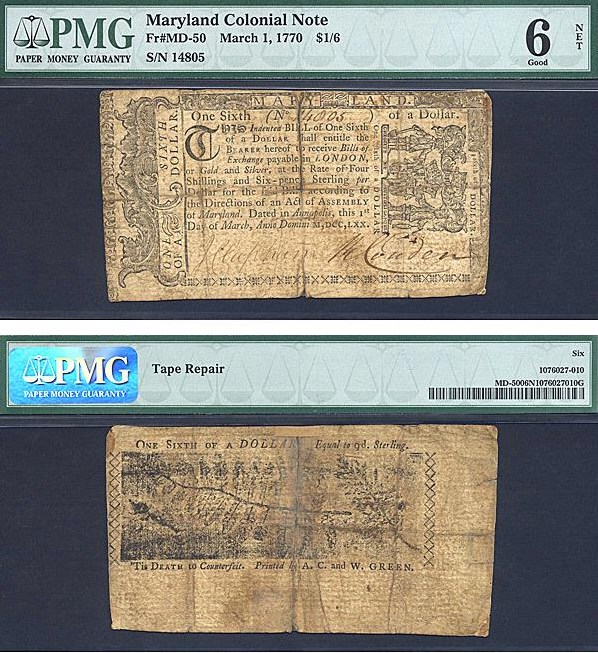 PMG
PAPER MONEY GUARANTY
Maryland Colonial Note
Fr#MD-50 March 1, 1770 $1/6
S/N 14805
6
Good
NET
MARYLAND.
One Sixth (No 14805 ) of a Dollar.
ONE SIXTH
OF A DOLLAR.
THIS Indented BILL of One Sixth
of a DOLLAR shall entitle the
BEARER hereof to receive Bills of
Exchange payable in LONDON,
or Gold and Silver, at the Rate of Four
Shillings and Six-pence Sterling per
Dollar for the said Bills according to
the Directions of an Act of ASSEMBLY
of Maryland. Dated in Annapolis, this 1st
Day of March, Anno Domini M,DCC,LXX.
PMG
PAPER MONEY GUARANTY
Tape Repair
Six
1076027-010
MD-5006N1076027010G
ONE SIXTH OF A DOLLAR Equal to 9d. Sterling.
'Tis DEATH to Counterfeit. Printed by A. C. and W. GREEN.